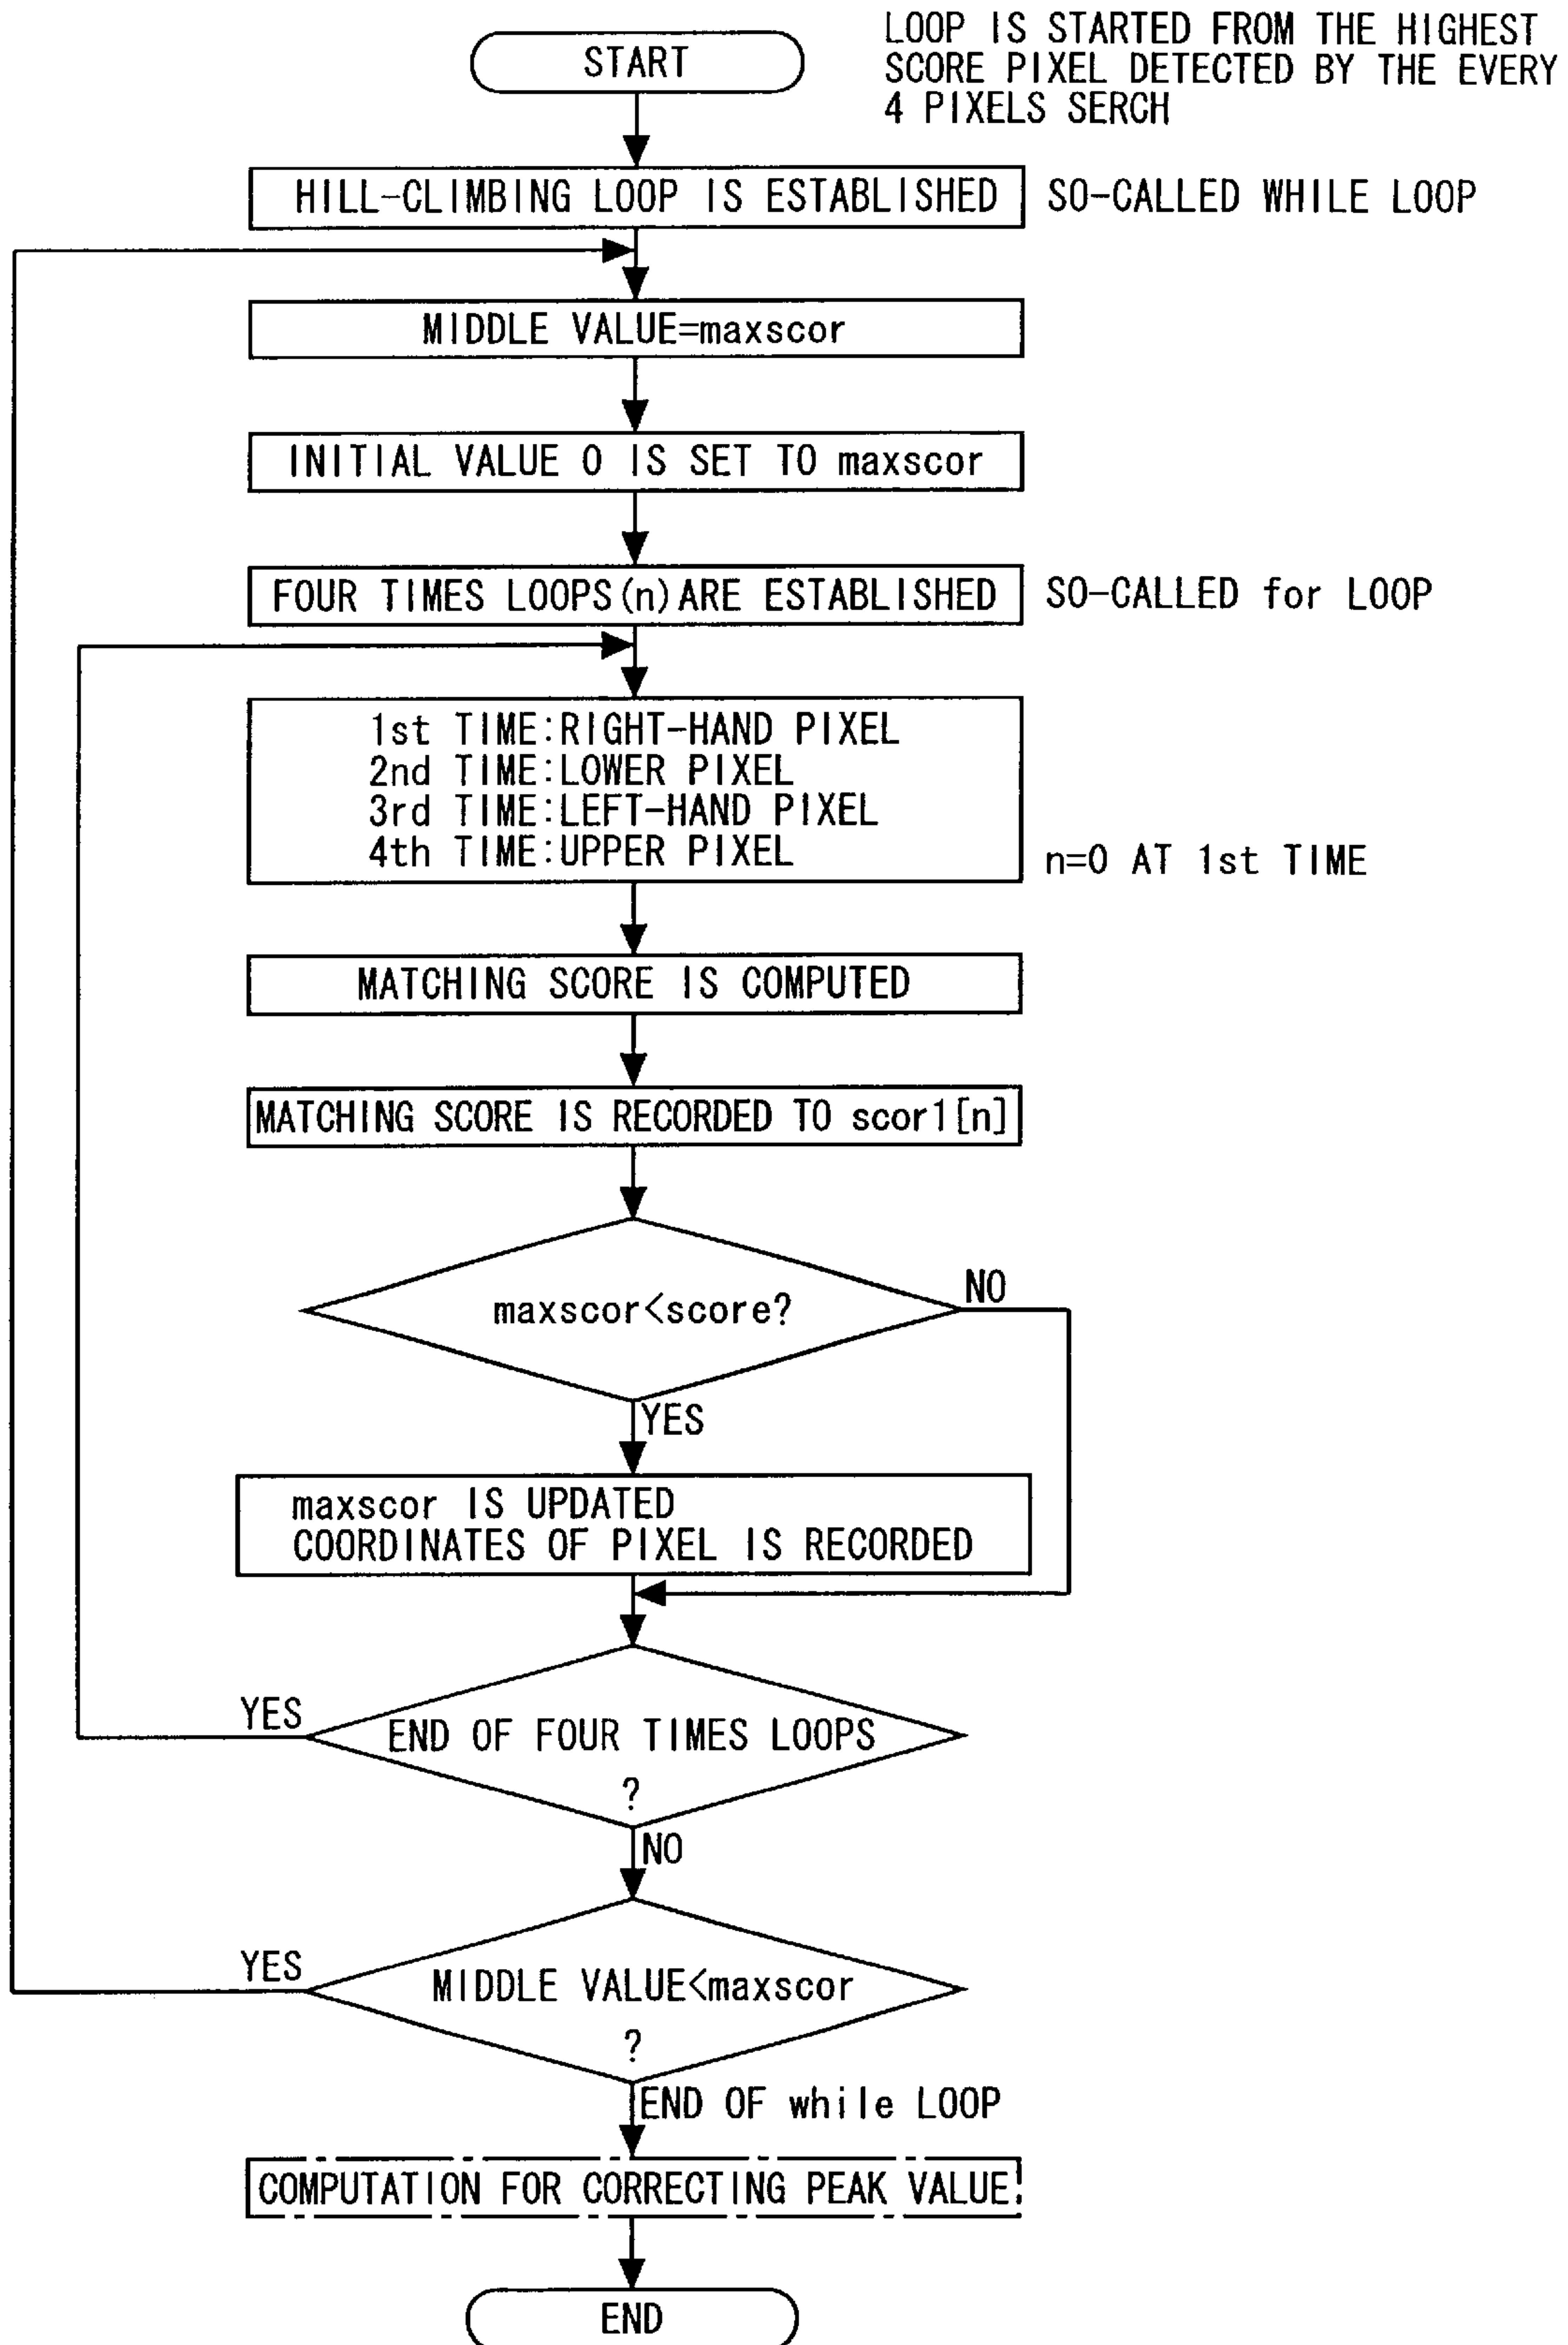 START
LOOP IS STARTED FROM THE HIGHEST
SCORE PIXEL DETECTED BY THE EVERY
4 PIXELS SERCH
HILL-CLIMBING LOOP IS ESTABLISHED
SO-CALLED WHILE LOOP
MIDDLE VALUE=maxscor
INITIAL VALUE 0 IS SET TO maxscor
FOUR TIMES LOOPS(n)ARE ESTABLISHED
SO-CALLED for LOOP
1st TIME:RIGHT-HAND PIXEL
2nd TIME:LOWER PIXEL
3rd TIME:LEFT-HAND PIXEL
4th TIME:UPPER PIXEL
n=0 AT 1st TIME
MATCHING SCORE IS COMPUTED
MATCHING SCORE IS RECORDED TO scor1[n]
maxscor<score?
NO
YES
maxscor IS UPDATED
COORDINATES OF PIXEL IS RECORDED
YES
END OF FOUR TIMES LOOPS
?
NO
YES
MIDDLE VALUE<maxscor
?
END OF while LOOP
COMPUTATION FOR CORRECTING PEAK VALUE
END